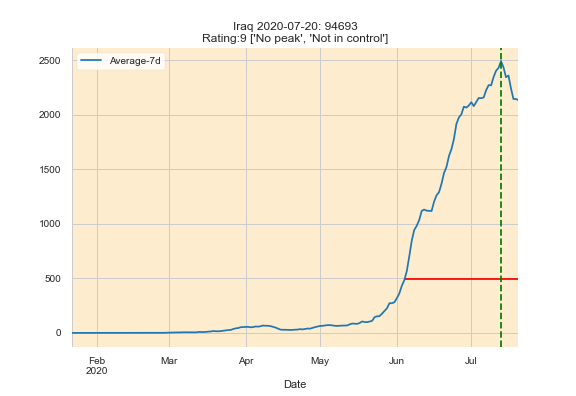 Iraq 2020-07-20: 94693
Rating:9 ['No peak', 'Not in control']
Average-7d
2500
2000
1500
1000
500
0
Feb Mar Apr May Jun Jul
2020
Date